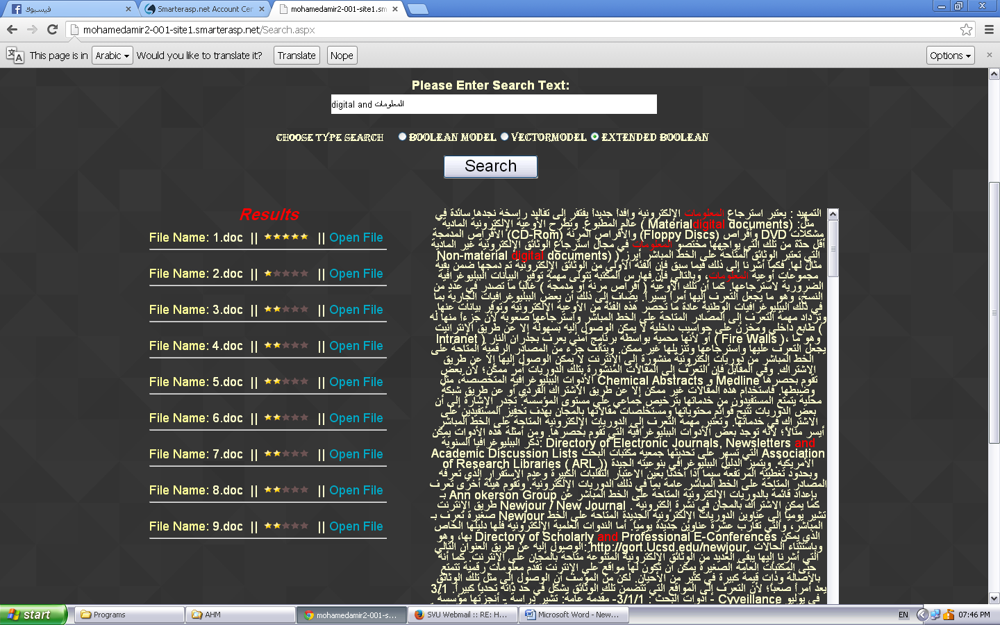 فيسبوك
Smarterasp.net Account Cer
mohamedamir2-001-site1.sm
mohamedamir2-001-site1.smarterasp.net/Search.aspx
This page is in Arabic Would you like to translate it? Translate Nope Options
Please Enter Search Text:
digital and المعلومات
CHOOSE TYPE SEARCH BOOLEAN MODEL VECTORMODEL EXTENDED BOOLEAN
Search
Results
File Name: 1.doc || || Open File
File Name: 2.doc || || Open File
File Name: 3.doc || || Open File
File Name: 4.doc || || Open File
File Name: 5.doc || || Open File
File Name: 6.doc || || Open File
File Name: 7.doc || || Open File
File Name: 8.doc || || Open File
File Name: 9.doc || || Open File
التمهيد : يعتبر استرجاع المعلومات الإلكترونية وافداً جديداً يفتقر إلى تقاليد راسخة نجدها سائدة في
عالم المطبوع. وتطرح الأوعية الإلكترونية المادية ( Materialdigital documents) مثل:
الأقراص المدمجة (CD-Rom) والأقراص المرنة (Floppy Discs) وأقراص DVD مشكلات
أقل حدة من تلك التي يواجهها مختصو المعلومات في مجال استرجاع الوثائق الإلكترونية غير المادية
Non-material digital documents) ) التي تعتبر الوثائق المتاحة على الخط المباشر أبرز
مثال لها. فكما أشرنا إلى ذلك فيما سبق فإن الفئة الأولى من الوثائق الإلكترونية تم دمجها ضمن بقية
مجموعات أوعية المعلومات، وبالتالي فإن فهارس المكتبة تتولى مهمة توفير البيانات الببليوغرافية
الضرورية لاسترجاعها. كما أن تلك الأوعية ( أقراص مرنة أو مدمجة ) غالباً ما تصدر في عدد من
النسخ، وهو ما يجعل التعرف إليها أمراً يسيراً. يضاف إلى ذلك أن بعض الببليوغرافيات الجارية بما
في ذلك الببليوغرافيات الوطنية عادة ما تحصر هذه الفئة من الأوعية الإلكترونية وتوفر بيانات عنها.
وتزداد مهمة التعرف إلى المصادر المتاحة على الخط المباشر واسترجاعها صعوبة لأن جزءاً منها له
طابع داخلي ومخزن على حواسيب داخلية لا يمكن الوصول إليه بسهولة إلا عن طريق الإنترانيت (
Intranet ) أو لأنها محمية بواسطة برنامج أمني يعرف بجدران النار ( Fire Walls )، وهو ما
يجعل التعرف عليها واسترجاعها وتنزيلها غير ممكن. ويتألف جزء من المصادر الرقمية المتاحة على
الخط المباشر من دوريات إلكترونية منشورة إلى الإنترنت لا يمكن الوصول إليها إلا عن طريق
الاشتراك. وفي المقابل فإن التعرف إلى المقالات المنشورة بتلك الدوريات أمر ممكن؛ لأن بعض
الأدوات الببليوغرافية المتخصصة، مثل Chemical Abstracts و Medline تقوم بحصرها
وضبطها. فاستخدام هذه المقالات غير ممكن إلا عن طريق الاشتراك الفردي أو عن طريق شبكة
محلية يتمتع المستفيدون من خدماتها بترخيص جماعي على مستوى المؤسسة. تجدر الإشارة إلى أن
بعض الدوريات تتيح قوائم محتوياتها ومستخلصات مقالاتها بالمجان بهدف تحفيز المستفيدين على
الاشتراك في خدماتها. وتعتبر مهمة التعرف إلى الدوريات الإلكترونية المتاحة على الخط المباشر
أيسر منالاً؛ لأنه توجد بعض الأدوات الببليوغرافية التي تقوم بحصرها. ومن أمثلة هذه الأدوات يمكن
ذكر الببليوغرافيا السنوية: Directory of Electronic Journals, Newsletters and
Academic Discussion Lists التي تسهر على تحديثها جمعية مكتبات البحث Association
of Research Libraries ( ARL )) الأمريكية. ويتميز الدليل الببليوغرافي بنوعيته الجيدة
وبحدود تغطيته المرتفعة سيما إذا أخذنا بعين الاعتبار التقلبات الكبيرة وعدم الاستقرار الذي تعرفه
المصادر المتاحة على الخط المباشر عامة بما في ذلك الدوريات الإلكترونية. وتقوم هيئة أخرى تعرف
بـ Ann okerson Group بإعداد قائمة بالدوريات الإلكترونية المتاحة على الخط المباشر عن
طريق الإنترنت Newjour / New Journal . كما يمكن الاشتراك بالمجان في نشرة إلكترونية
صغيرة تعرف بـ Newjour تشير يومياً إلى عناوين الدوريات الإلكترونية الجديدة المتاحة على الخط
المباشر، والتي تقارب عشرة عناوين جديدة يومياً. أما الندوات العلمية الإلكترونية فلها دليلها الخاص
بها، وهو Directory of Scholarly and Professional E-Conferences الذي يمكن
الوصول إليه عن طريق العنوان التالي: http://gort.Ucsd.edu/newjour. وباستثناء الحالات
التي أشرنا إليها يبقى العديد من الوثائق الإلكترونية المتنوعة متاحة بالمجان على الإنترنت. كما أنه
حتى المكتبات العامة الصغيرة يمكن أن تكون لها مواقع على الإنترنت تقدم معلومات رقمية تتمتع
بالإصالة وذات قيمة كبيرة في كثير من الأحيان. لكن من المؤسف أن الوصول إلى مثل تلك الوثائق
يعد أمراً صعباً؛ لأن التعرف إلى المواقع التي تتضمن تلك الوثائق يشكل في حد ذاته تحدياً كبيراً. 3/1
- أدوات البحث : 3/1/1- مقدمة عامة: تشير دراسة - أنجزتها مؤسسة Cyveillance في يوليو
start Programs AHM mohamedamir2-001-s... SVU Webmail :: RE: H... Microsoft Word - New... EN 07:46 PM